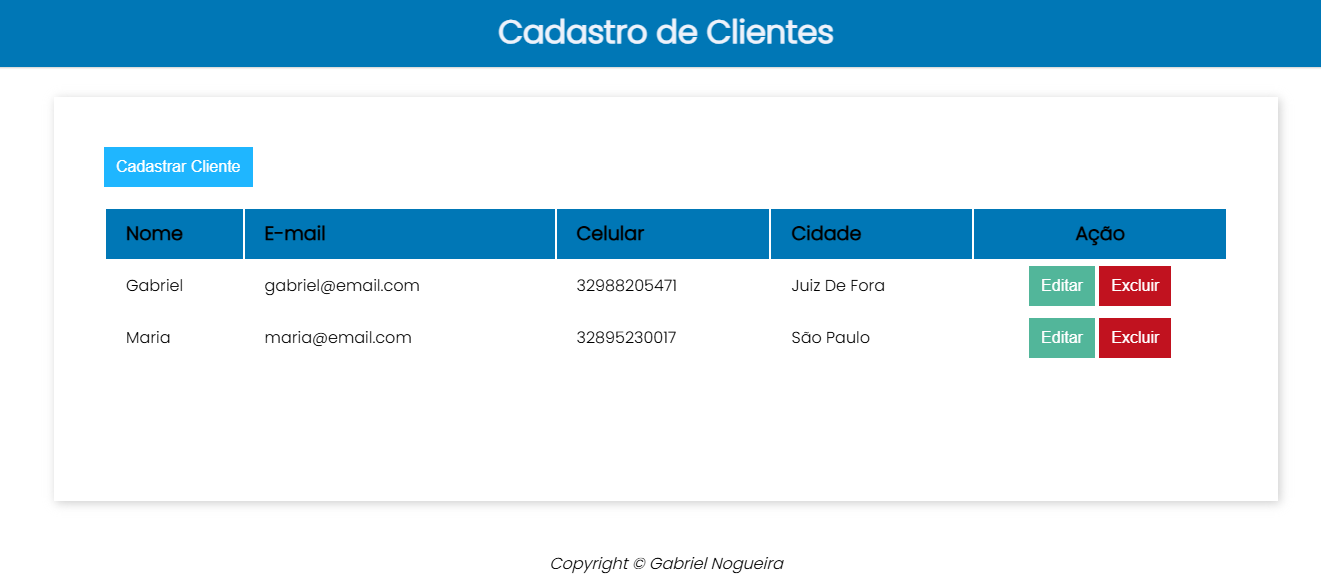 Cadastro de Clientes
Cadastrar Cliente
Nome E-mail Celular Cidade Ação
Gabriel gabriel@email.com 32988205471 Juiz De Fora Editar Excluir
Maria maria@email.com 32895230017 São Paulo Editar Excluir
Copyright © Gabriel Nogueira